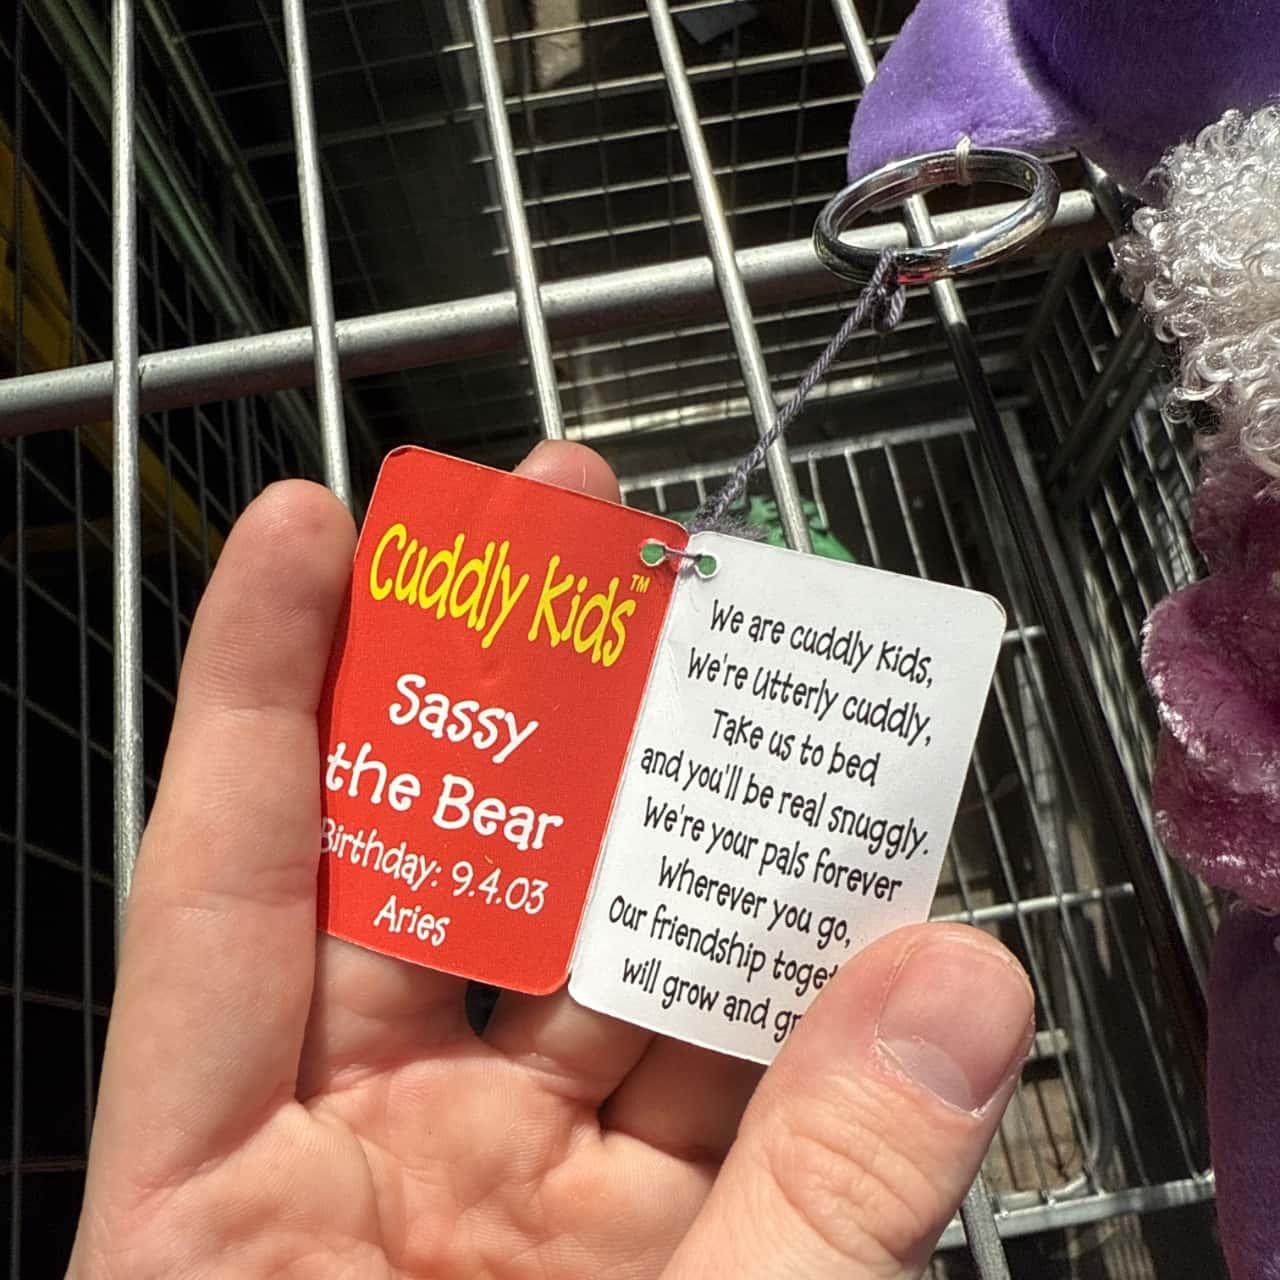 Cuddly Kids™
Sassy
the Bear
Birthday: 9.4.03
Aries
We are cuddly kids,
We're Utterly cuddly,
Take us to bed
and you'll be real snuggly.
We're your pals forever
Wherever you go,
Our friendship
will grow and